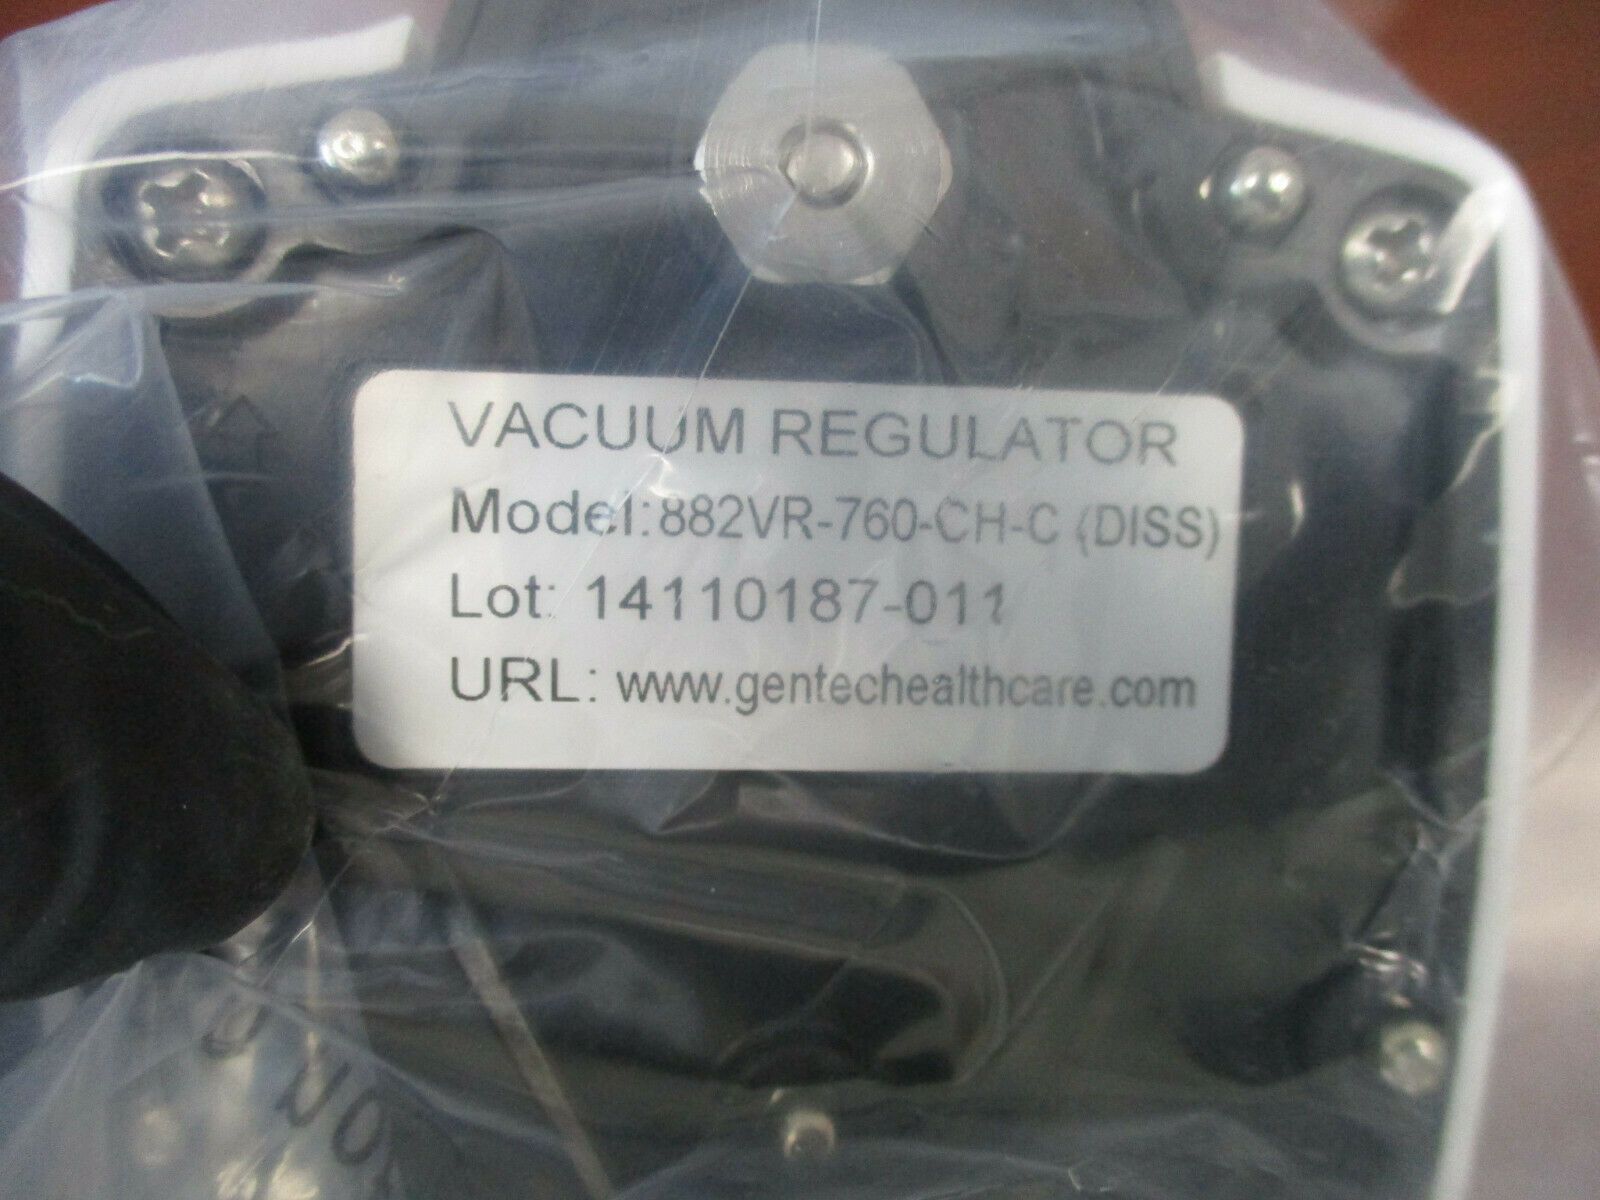 VACUUM REGULATOR
Model:882VR-760-CH-C (DISS)
Lot: 14110187-011
URL: www.gentechealthcare.com